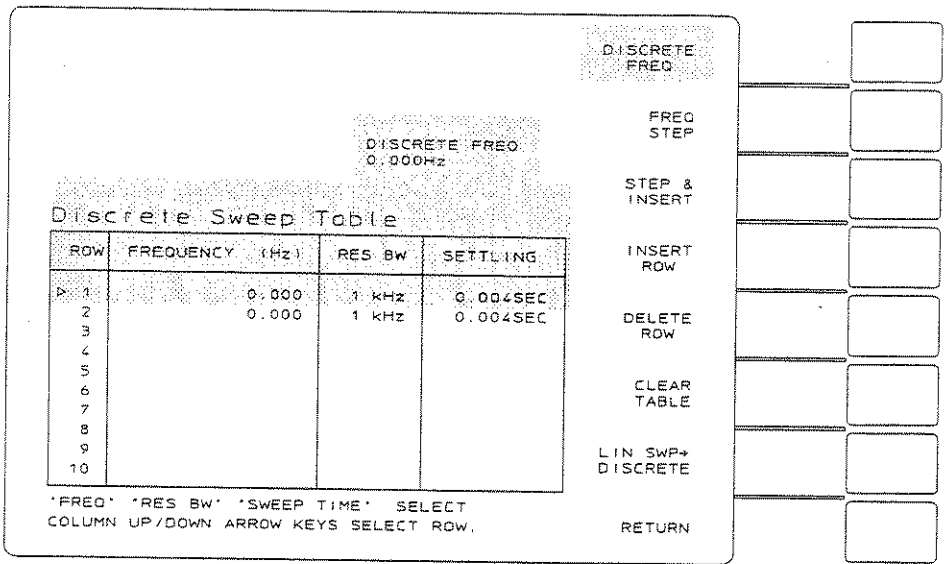 DISCRETE FREQ
0.000Hz
Discrete Sweep Table
ROW FREQUENCY (Hz) RES BW SETTLING
▷ 1 0.000 1 kHz 0.004SEC
2 0.000 1 kHz 0.004SEC
3
4
5
6
7
8
9
10
"FREQ" "RES BW" "SWEEP TIME" SELECT
COLUMN UP/DOWN ARROW KEYS SELECT ROW.
DISCRETE
FREQ
FREQ
STEP
STEP &
INSERT
INSERT
ROW
DELETE
ROW
CLEAR
TABLE
LIN SWP→
DISCRETE
RETURN